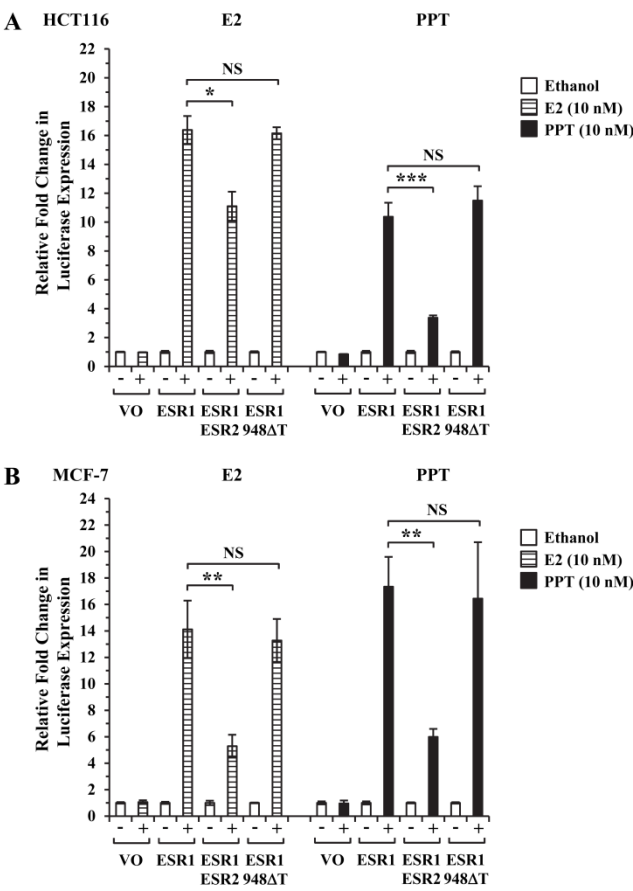 A HCT116 E2 PPT
Relative Fold Change in
Luciferase Expression
22
20
18
16
14
12
10
8
6
4
2
0
NS
*
NS
***
Ethanol
E2 (10 nM)
PPT (10 nM)
- + - + - + - + - + - + - + - +
VO ESR1 ESR1 ESR1 VO ESR1 ESR1 ESR1
ESR2 948ΔT ESR2 948ΔT
B MCF-7 E2 PPT
Relative Fold Change in
Luciferase Expression
24
22
20
18
16
14
12
10
8
6
4
2
0
NS
**
NS
**
Ethanol
E2 (10 nM)
PPT (10 nM)
- + - + - + - + - + - + - + - +
VO ESR1 ESR1 ESR1 VO ESR1 ESR1 ESR1
ESR2 948ΔT ESR2 948ΔT